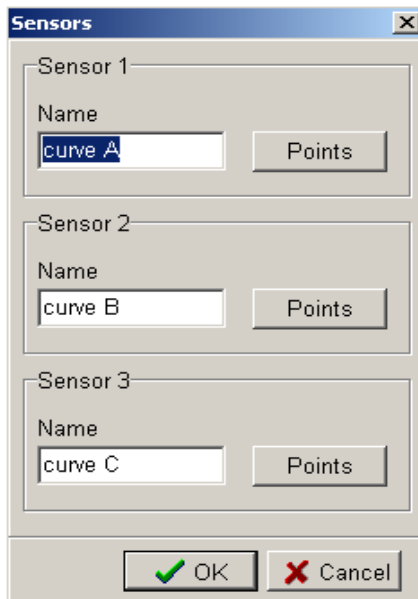 Sensors
Sensor 1
Name
curve A
Points
Sensor 2
Name
curve B
Points
Sensor 3
Name
curve C
Points
OK
Cancel